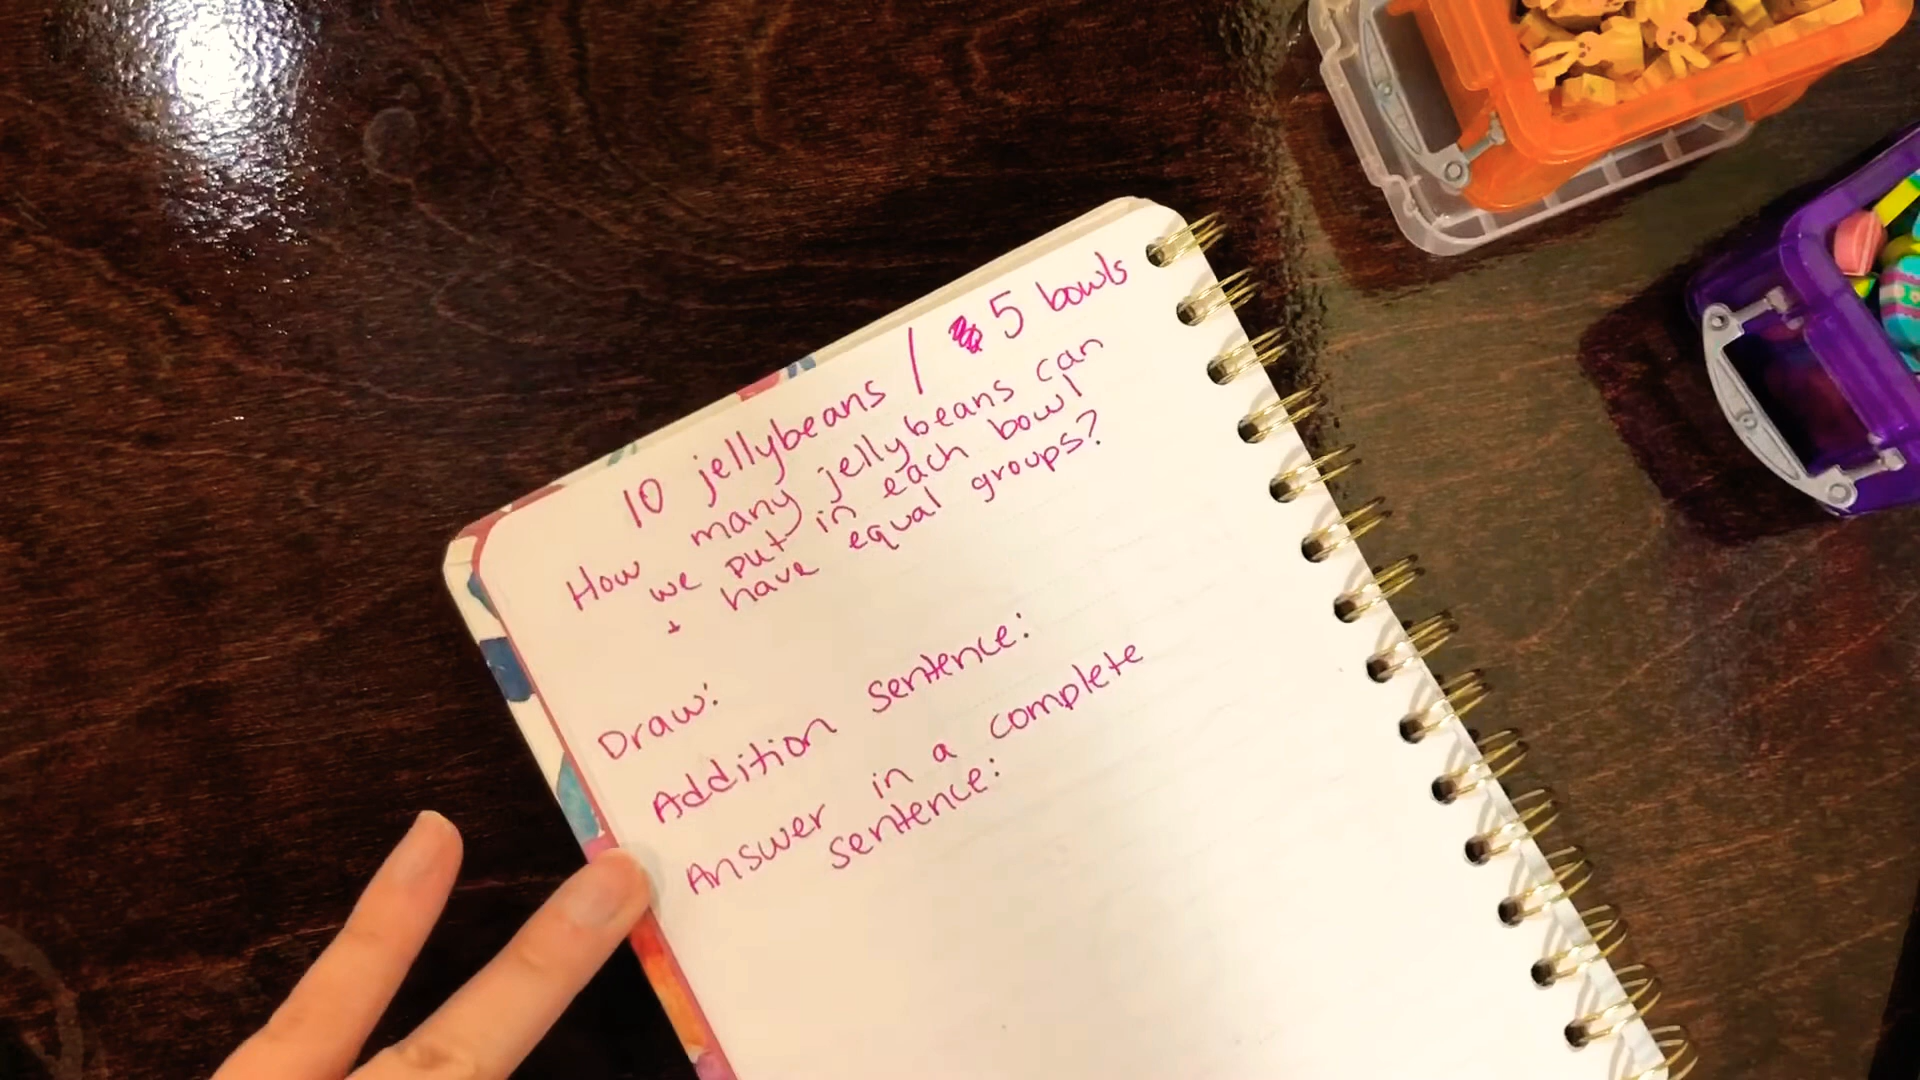 10 jellybeans / 5 bowls
How many jellybeans can
we put in each bowl
+ have equal groups?
Draw:
Addition sentence:
Answer in a complete
sentence: